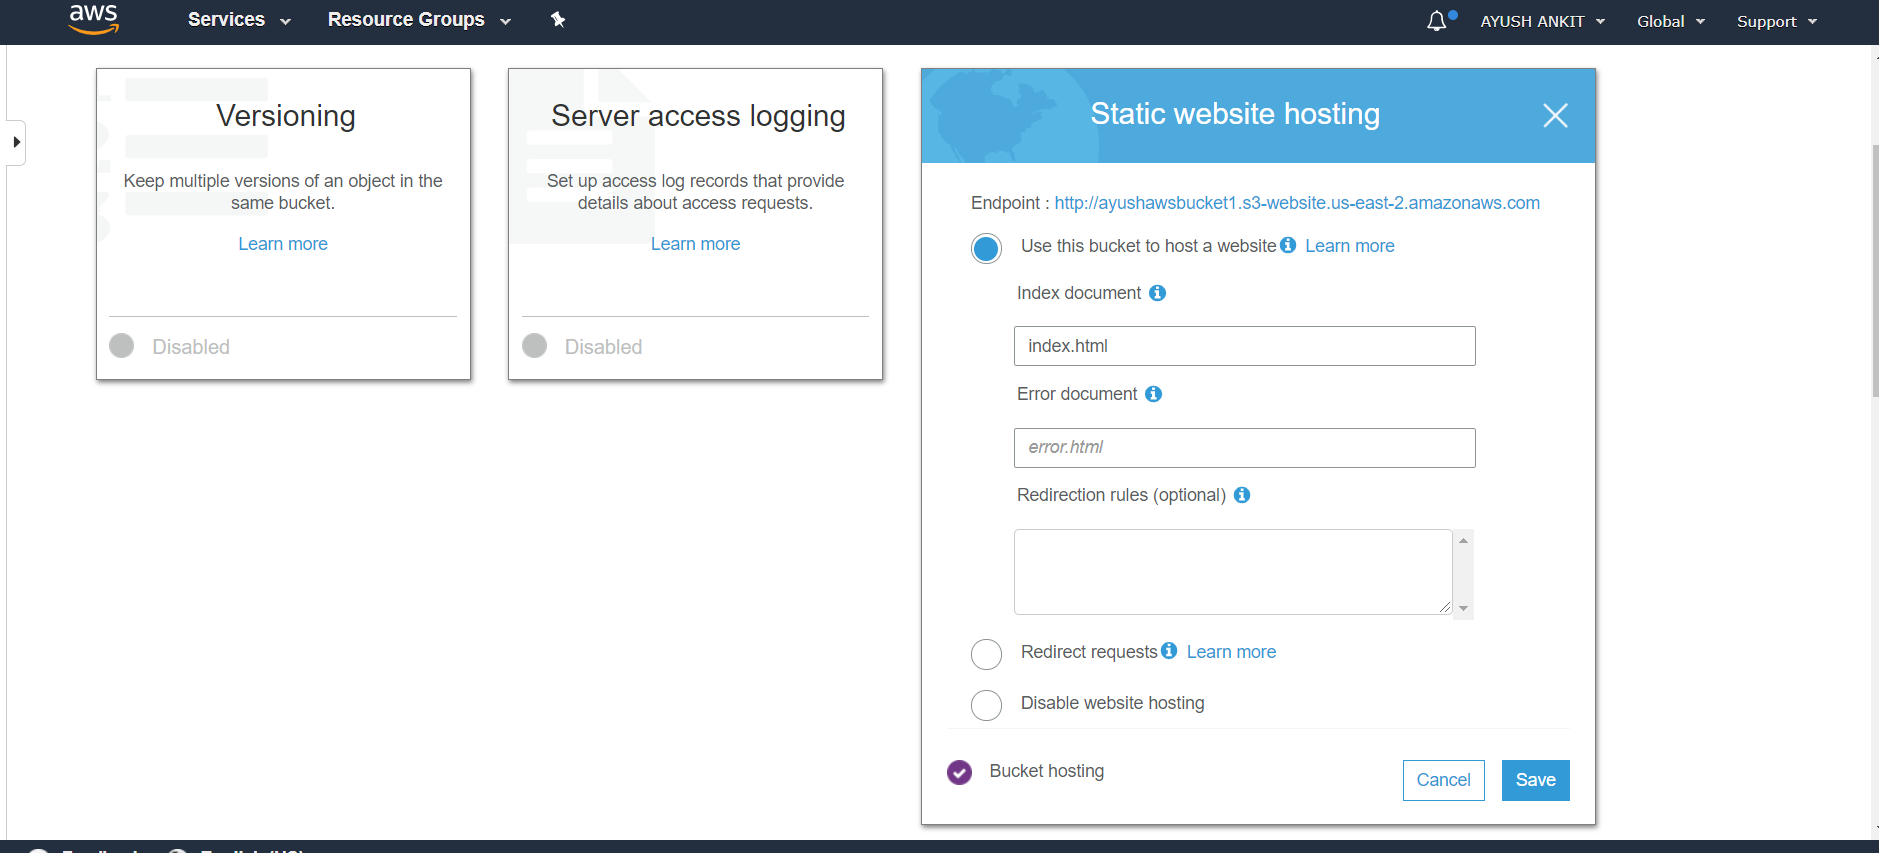 aws Services Resource Groups AYUSH ANKIT Global Support
Versioning
Keep multiple versions of an object in the
same bucket.
Learn more
Disabled
Server access logging
Set up access log records that provide
details about access requests.
Learn more
Disabled
Static website hosting
Endpoint : http://ayushawsbucket1.s3-website.us-east-2.amazonaws.com
Use this bucket to host a website Learn more
Index document
index.html
Error document
error.html
Redirection rules (optional)
Redirect requests Learn more
Disable website hosting
Bucket hosting
Cancel Save